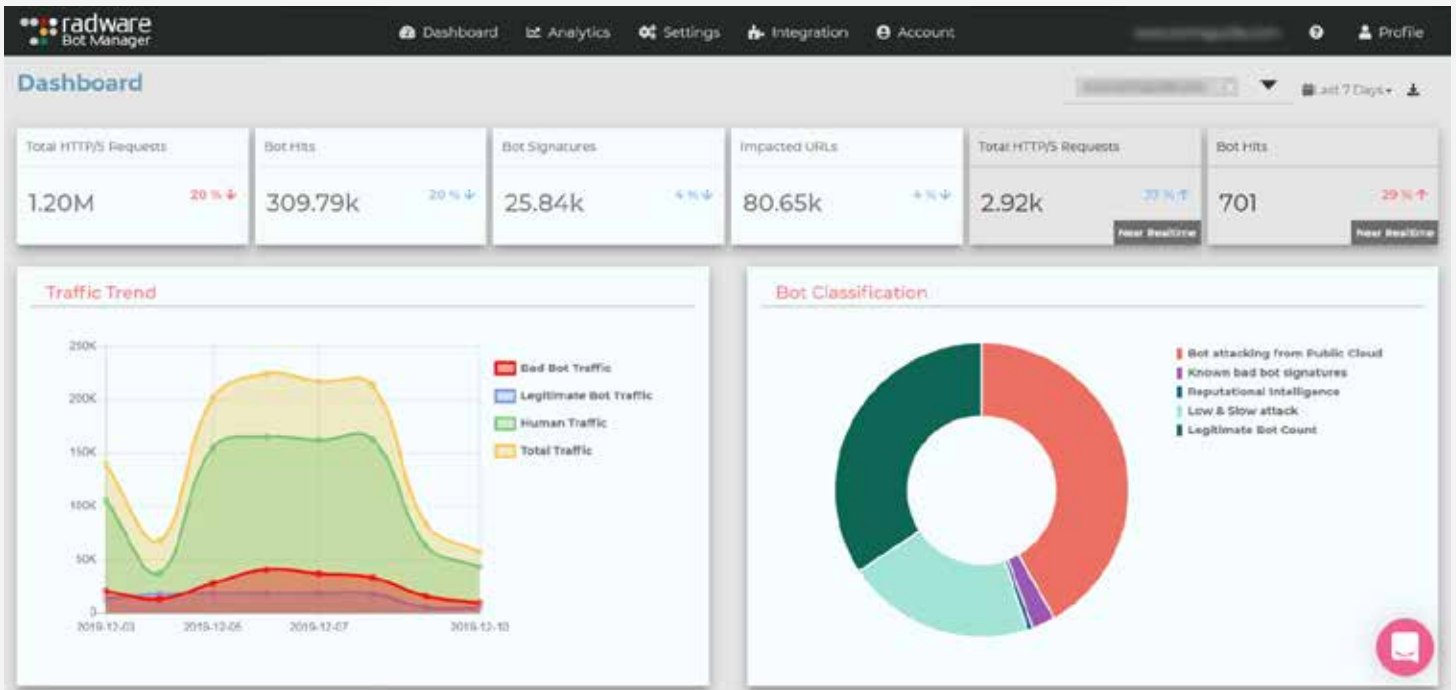 radware
Bot Manager
Dashboard
Analytics
Settings
Integration
Account
Profile
Dashboard
Last 7 Days
Total HTTP/S Requests
1.20M
20 %
Bot Hits
309.79k
20 %
Bot Signatures
25.84k
4 %
Impacted URLs
80.65k
4 %
Total HTTP/S Requests
2.92k
Near Realtime
Bot Hits
701
29 %
Near Realtime
Traffic Trend
250K
200K
150K
100K
50K
0
2019-12-03
2019-12-05
2019-12-07
2019-12-10
Bad Bot Traffic
Legitimate Bot Traffic
Human Traffic
Total Traffic
Bot Classification
Bot attacking from Public Cloud
Known bad bot signatures
Reputational Intelligence
Low & Slow attack
Legitimate Bot Count